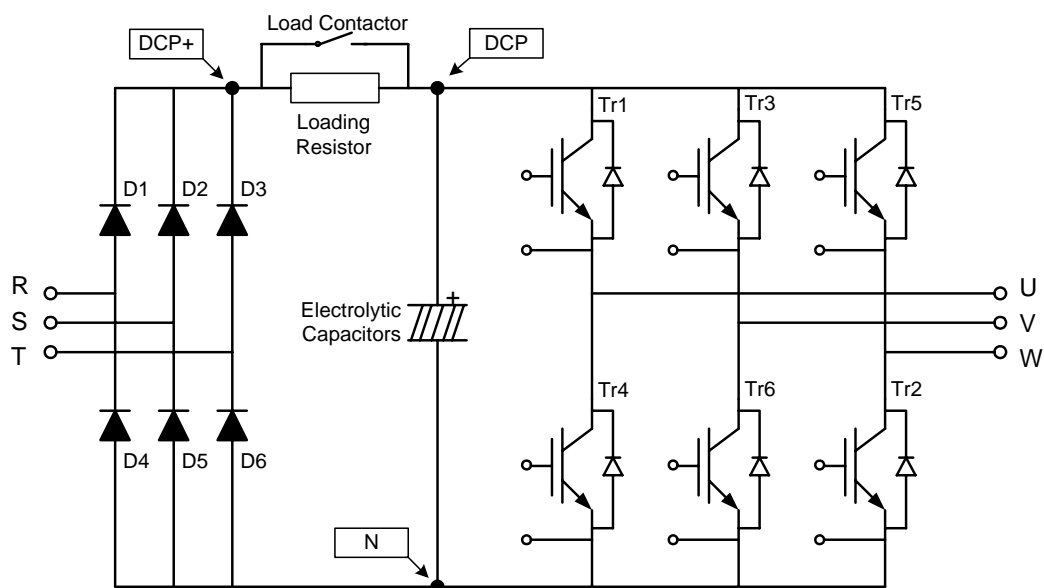 Load Contactor
DCP+
DCP
Loading
Resistor
Tr1
Tr3
Tr5
D1
D2
D3
R
S
T
Electrolytic
Capacitors
+
U
V
W
Tr4
Tr6
Tr2
D4
D5
D6
N